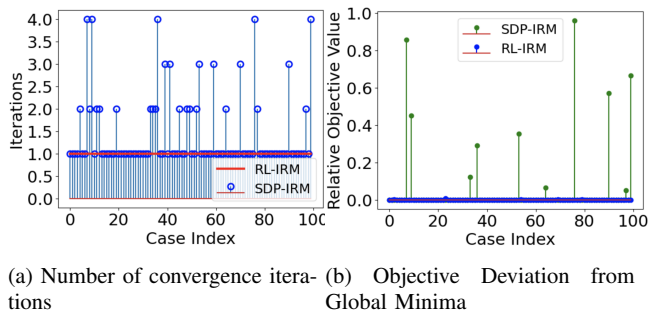 4.0
3.5
3.0
2.5
2.0
1.5
1.0
0.5
0.0
Iterations
RL-IRM
SDP-IRM
0 20 40 60 80 100
Case Index
1.0
0.8
0.6
0.4
0.2
0.0
Relative Objective Value
SDP-IRM
RL-IRM
0 20 40 60 80 100
Case Index
(a) Number of convergence itera-
tions
(b) Objective Deviation from
Global Minima